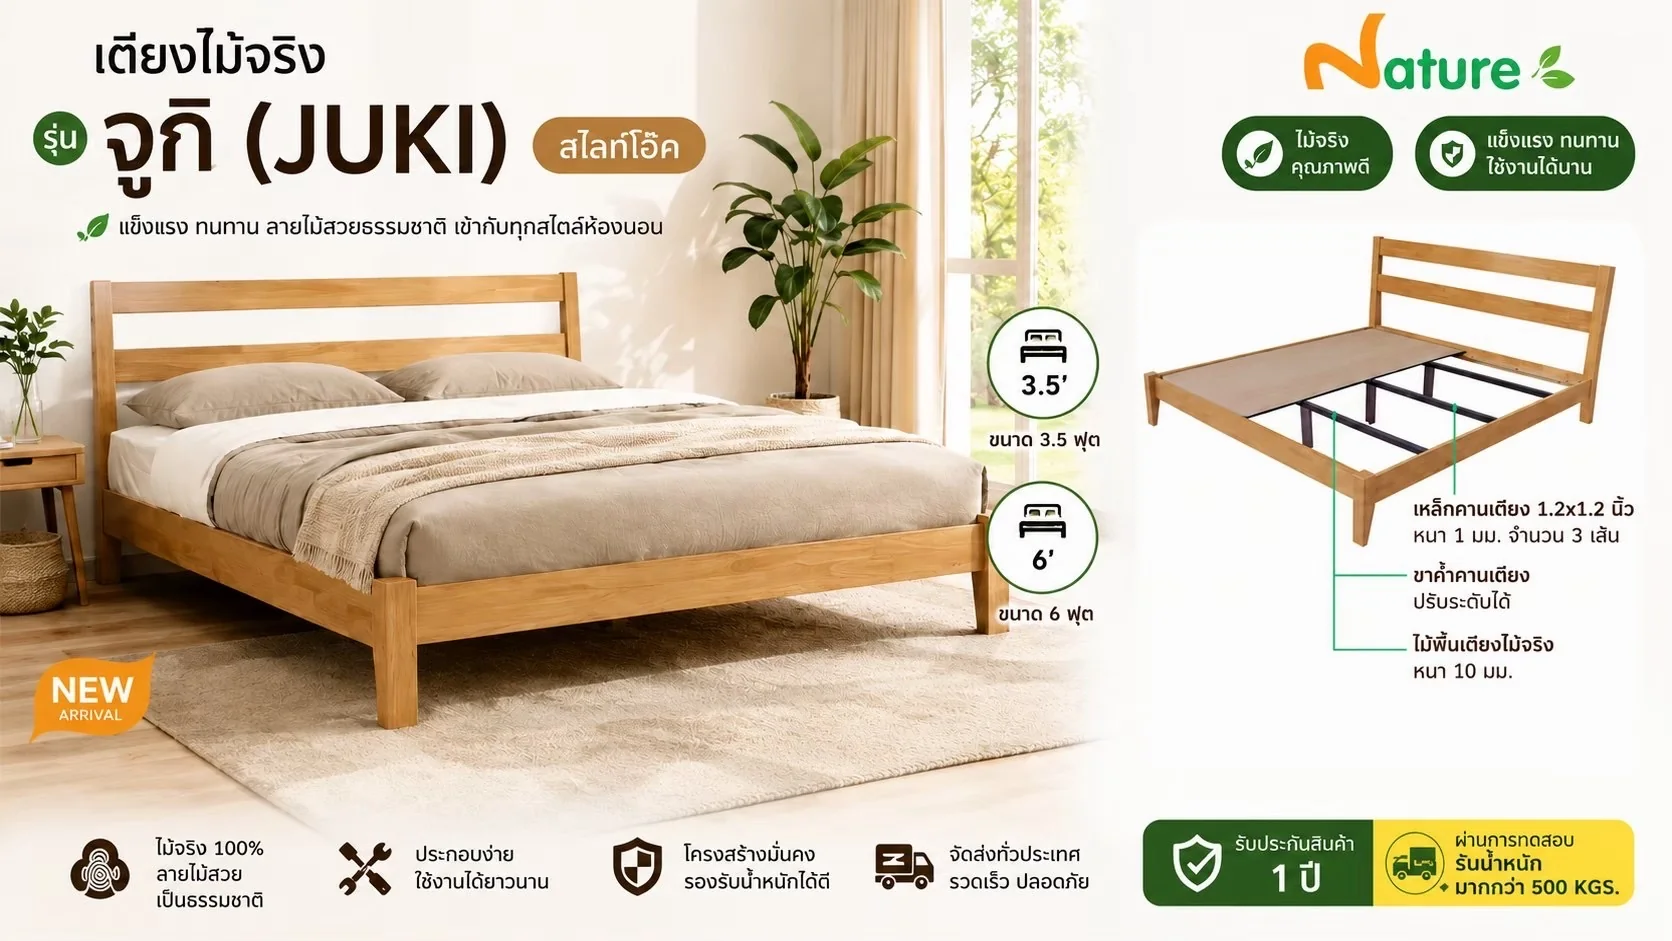 เตียงไม้จริง
รุ่น จูกิ (JUKI) สไลท์โอ๊ค
แข็งแรง ทนทาน ลายไม้สวยธรรมชาติ เข้ากับทุกสไตล์ห้องนอน
Nature
ไม้จริง
คุณภาพดี
แข็งแรง ทนทาน
ใช้งานได้นาน
3.5’
ขนาด 3.5 ฟุต
6’
ขนาด 6 ฟุต
เหล็กคานเตียง 1.2x1.2 นิ้ว
หนา 1 มม. จำนวน 3 เส้น
ขาค้ำคานเตียง
ปรับระดับได้
ไม้พื้นเตียงไม้จริง
หนา 10 มม.
NEW
ARRIVAL
ไม้จริง 100%
ลายไม้สวย
เป็นธรรมชาติ
ประกอบง่าย
ใช้งานได้ยาวนาน
โครงสร้างมั่นคง
รองรับน้ำหนักได้ดี
จัดส่งทั่วประเทศ
รวดเร็ว ปลอดภัย
รับประกันสินค้า
1 ปี
ผ่านการทดสอบ
รับน้ำหนัก
มากกว่า 500 KGS.